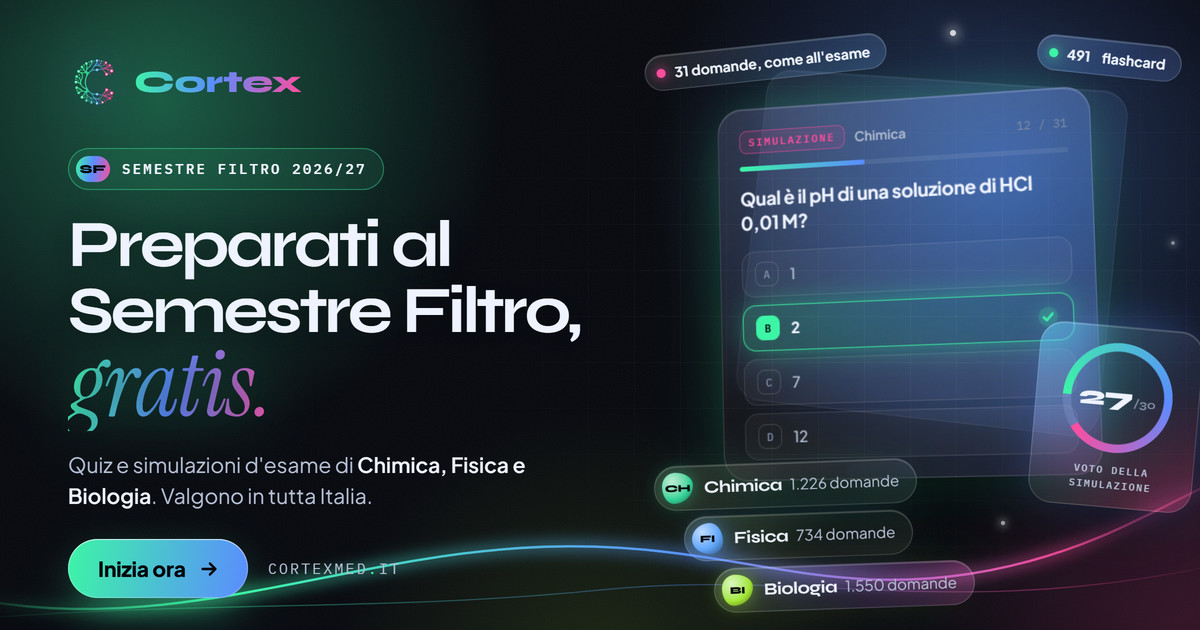 Cortex
SF SEMESTRE FILTRO 2026/27
Preparati al
Semestre Filtro,
gratis.
Quiz e simulazioni d'esame di Chimica, Fisica e
Biologia. Valgono in tutta Italia.
Inizia ora →
CORTEXMED.IT
31 domande, come all'esame
491 flashcard
SIMULAZIONE Chimica 12 / 31
Qual è il pH di una soluzione di HCl
0,01 M?
A 1
B 2
C 7
D 12
27/30
VOTO DELLA
SIMULAZIONE
CH Chimica 1.226 domande
FI Fisica 734 domande
BI Biologia 1.550 domande